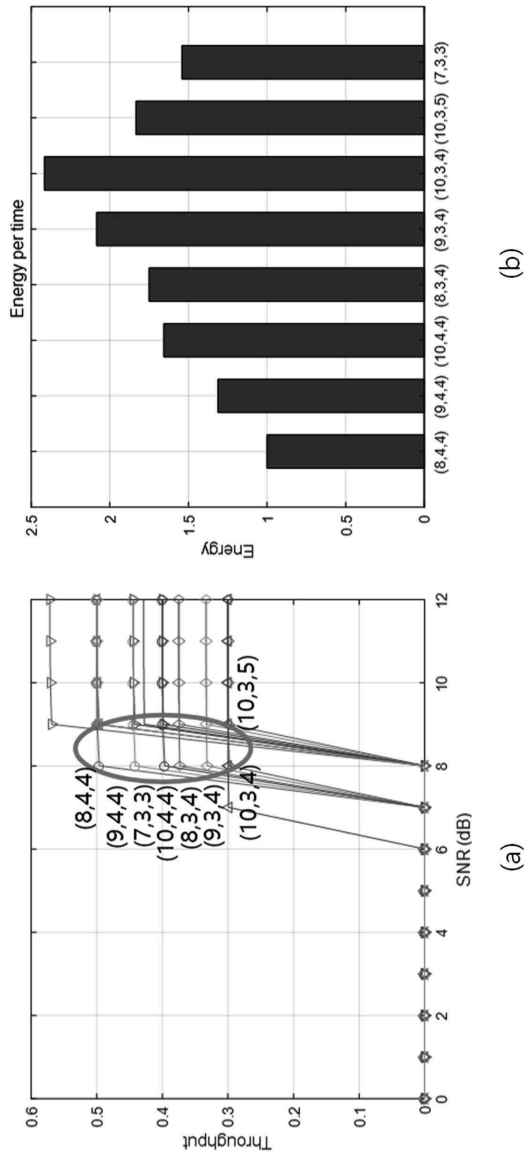 Throughput
0.6
0.5
0.4
0.3
0.2
0.1
0
(8,4,4)
(9,4,4)
(7,3,3)
(10,4,4)
(8,3,4)
(9,3,4)
(10,3,4)
(10,3,5)
0 2 4 6 8 10 12
SNR (dB)
(a)
Energy per time
Energy
2.5
2
1.5
1
0.5
0
(8,4,4) (9,4,4) (10,4,4) (8,3,4) (9,3,4) (10,3,4) (10,3,5) (7,3,3)
(b)